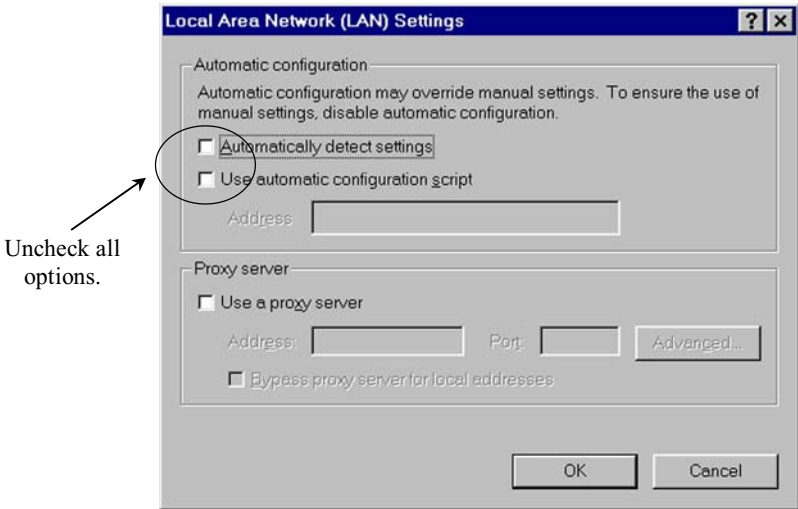 Local Area Network (LAN) Settings
Automatic configuration
Automatic configuration may override manual settings. To ensure the use of
manual settings, disable automatic configuration.
Automatically detect settings
Use automatic configuration script
Address
Uncheck all
options.
Proxy server
Use a proxy server
Address:
Port:
Advanced...
Bypass proxy server for local addresses
OK
Cancel